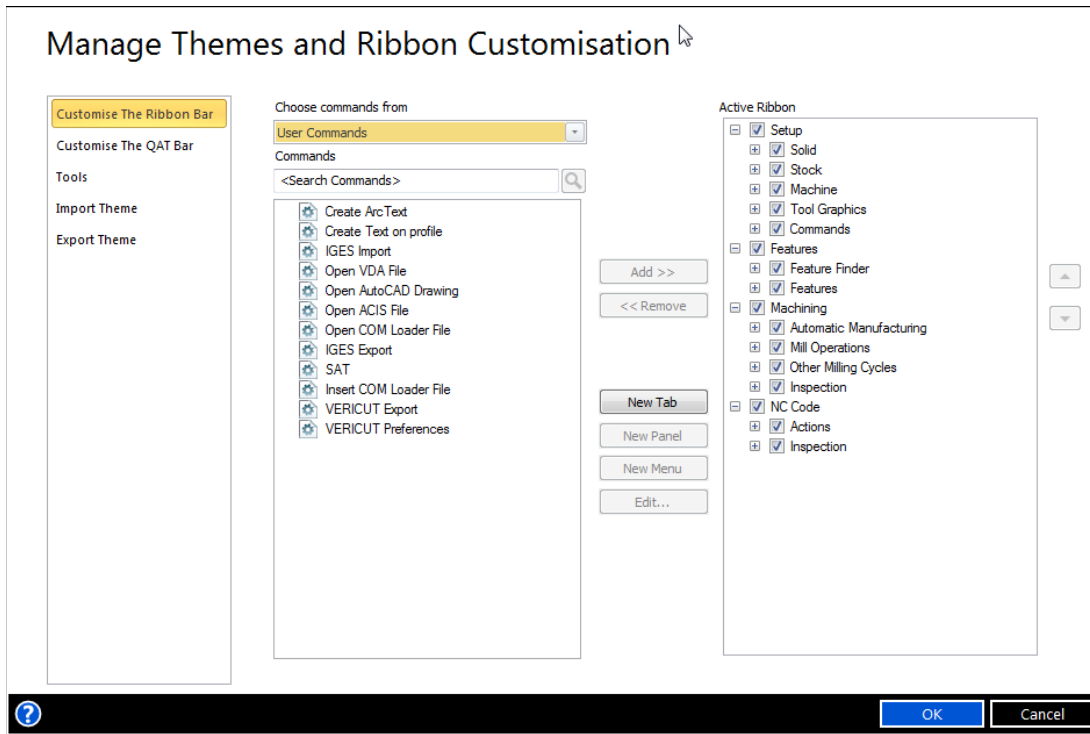 Manage Themes and Ribbon Customisation
Customise The Ribbon Bar
Customise The QAT Bar
Tools
Import Theme
Export Theme
Choose commands from
User Commands
Commands
<Search Commands>
Create ArcText
Create Text on profile
IGES Import
Open VDA File
Open AutoCAD Drawing
Open ACIS File
Open COM Loader File
IGES Export
SAT
Insert COM Loader File
VERICUT Export
VERICUT Preferences
Add >>
<< Remove
New Tab
New Panel
New Menu
Edit...
Active Ribbon
Setup
Solid
Stock
Machine
Tool Graphics
Commands
Features
Feature Finder
Features
Machining
Automatic Manufacturing
Mill Operations
Other Milling Cycles
Inspection
NC Code
Actions
Inspection
?
OK
Cancel